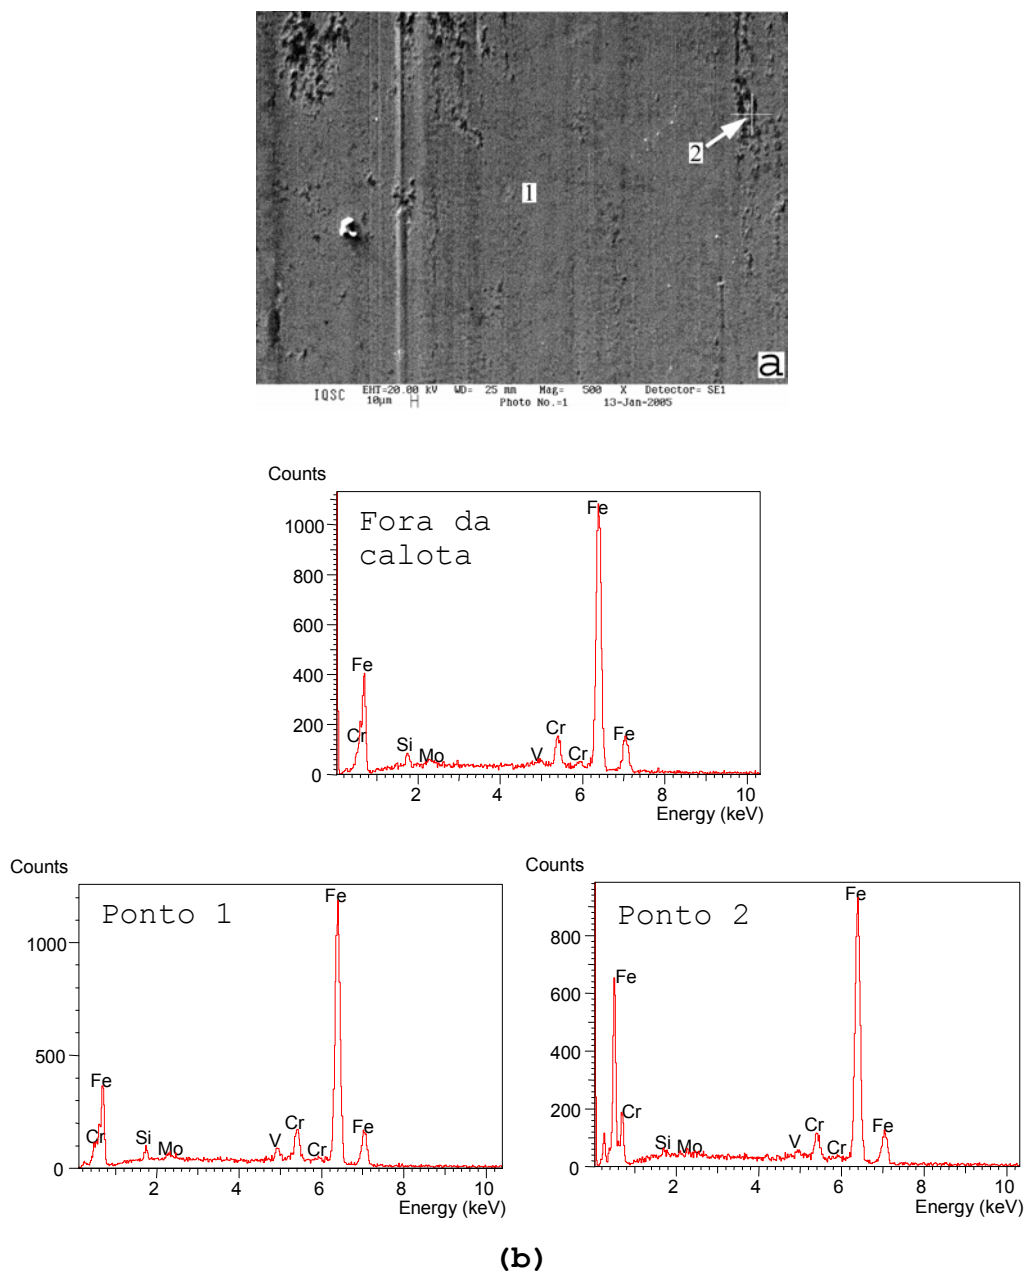 2
1
a
IQSC
EHT=20.00 kV WD= 25 mm Mag= 500 X Detector= SE1
10µm Photo No.=1 13-Jan-2005
Counts
Fora da
calota
1000
800
600
400
200
0
Fe
Cr
Si
Mo
V
Cr
Cr
Fe
Fe
2 4 6 8 10
Energy (keV)
Counts
Ponto 1
1000
500
0
Fe
Cr
Si
Mo
V
Cr
Cr
Fe
Fe
2 4 6 8 10
Energy (keV)
Counts
Ponto 2
800
600
400
200
0
Fe
Cr
Si
Mo
V
Cr
Cr
Fe
Fe
2 4 6 8 10
Energy (keV)
(b)